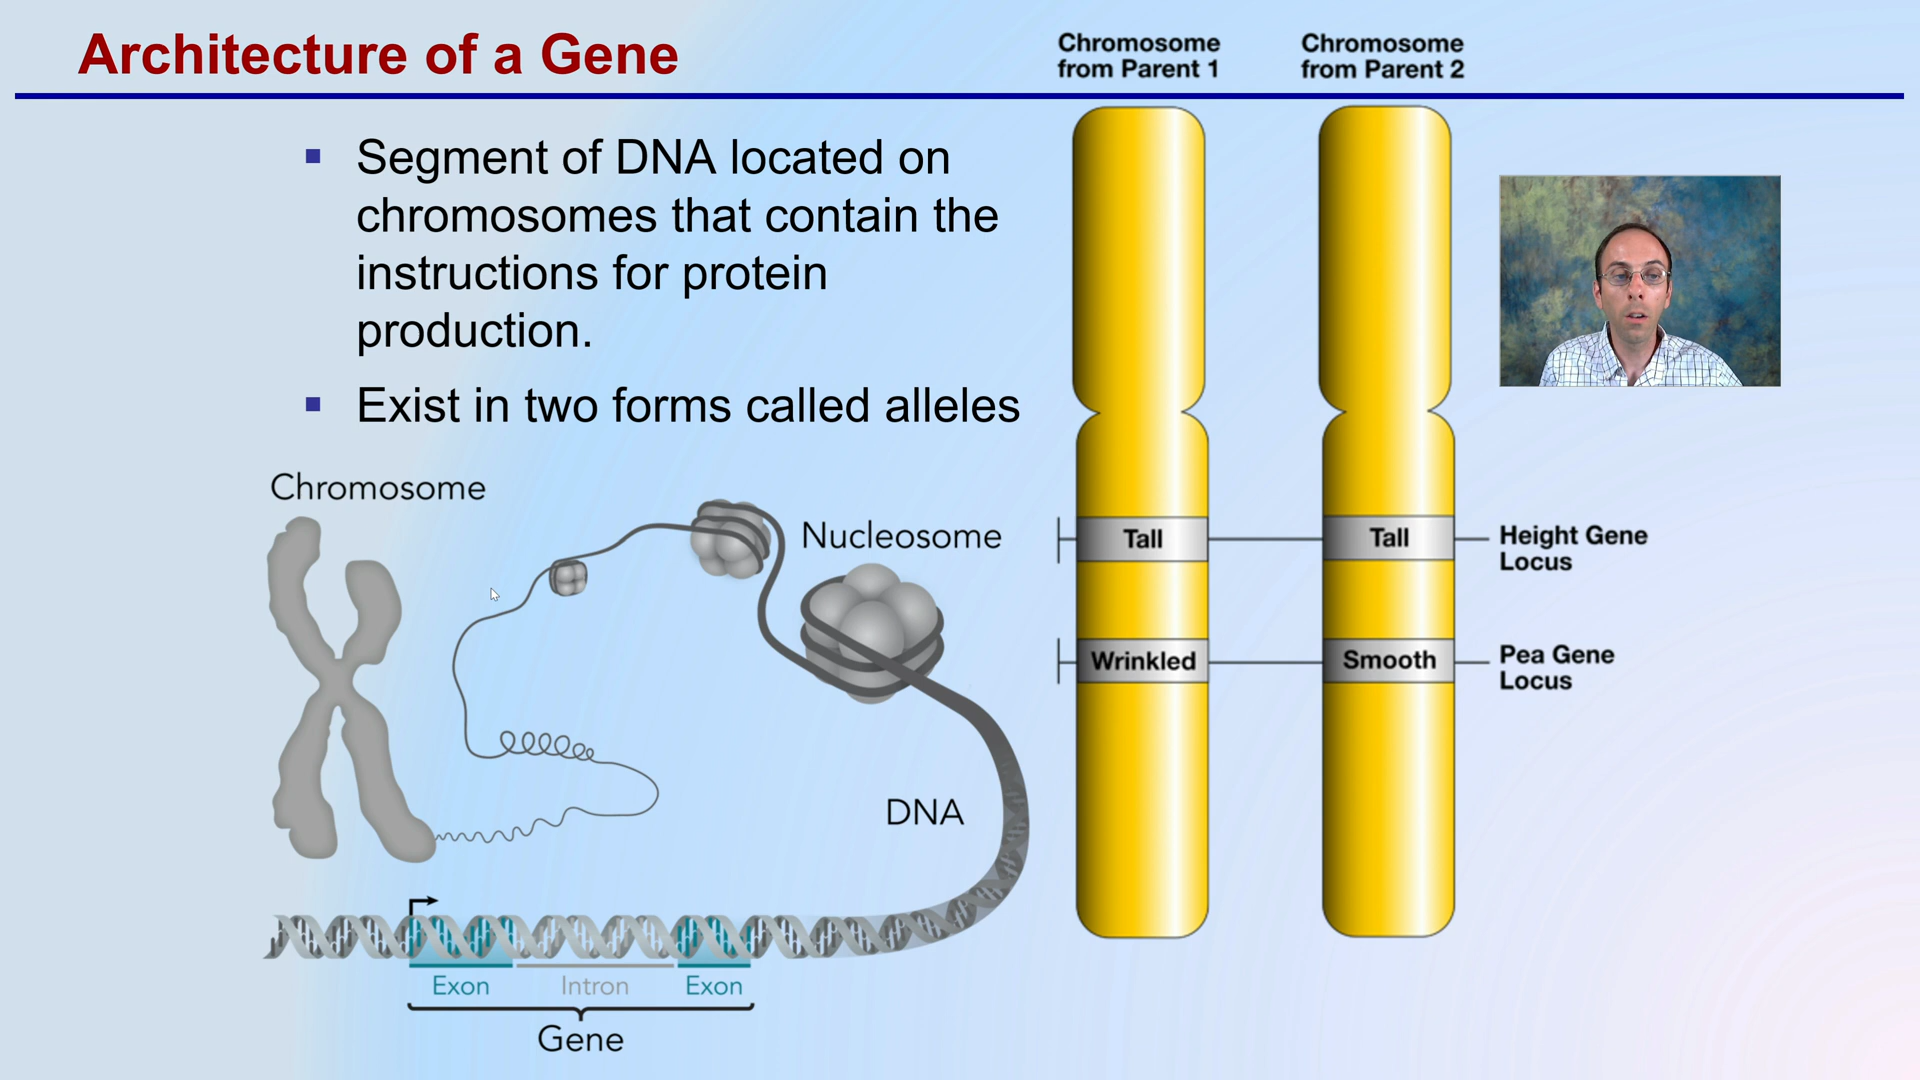 Architecture of a Gene
Segment of DNA located on
chromosomes that contain the
instructions for protein
production.
Exist in two forms called alleles
Chromosome
Nucleosome
DNA
Exon
Intron
Exon
Gene
Chromosome
from Parent 1
Chromosome
from Parent 2
Tall
Tall
Height Gene
Locus
Wrinkled
Smooth
Pea Gene
Locus